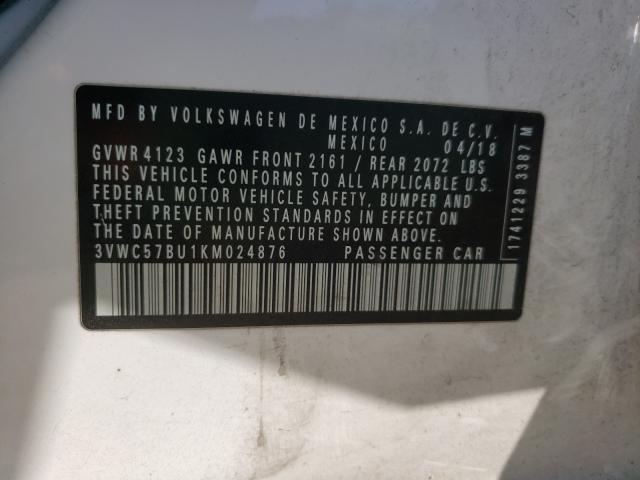 MFD BY VOLKSWAGEN DE MEXICO S.A. DE C.V.
MEXICO 04/18
GVWR 4123 GAWR FRONT 2161 / REAR 2072 LBS
THIS VEHICLE CONFORMS TO ALL APPLICABLE U.S.
FEDERAL MOTOR VEHICLE SAFETY, BUMPER AND
THEFT PREVENTION STANDARDS IN EFFECT ON
THE DATE OF MANUFACTURE SHOWN ABOVE.
3VWC57BU1KM024876 PASSENGER CAR
1741229 3387 M